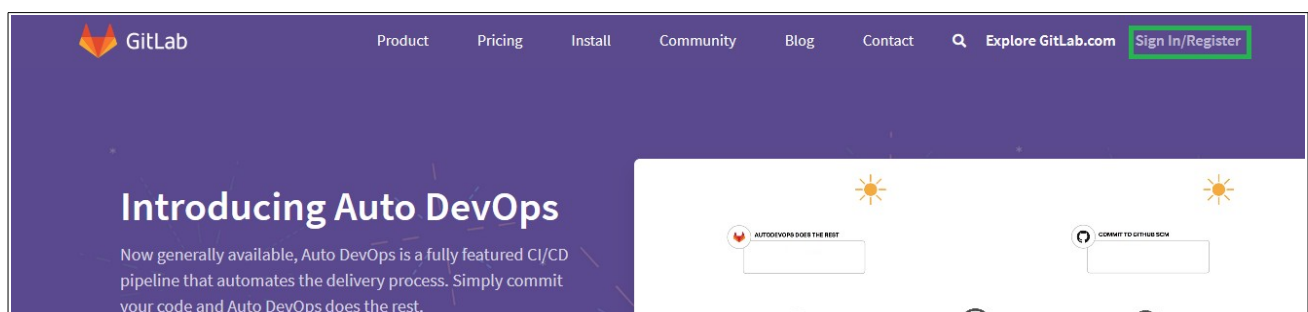 GitLab Product Pricing Install Community Blog Contact Explore GitLab.com Sign In/Register
Introducing Auto DevOps
Now generally available, Auto DevOps is a fully featured CI/CD
pipeline that automates the delivery process. Simply commit
your code and Auto DevOps does the rest.
AUTODEVOPS DOES THE REST
COMMIT TO GITHUB SCM